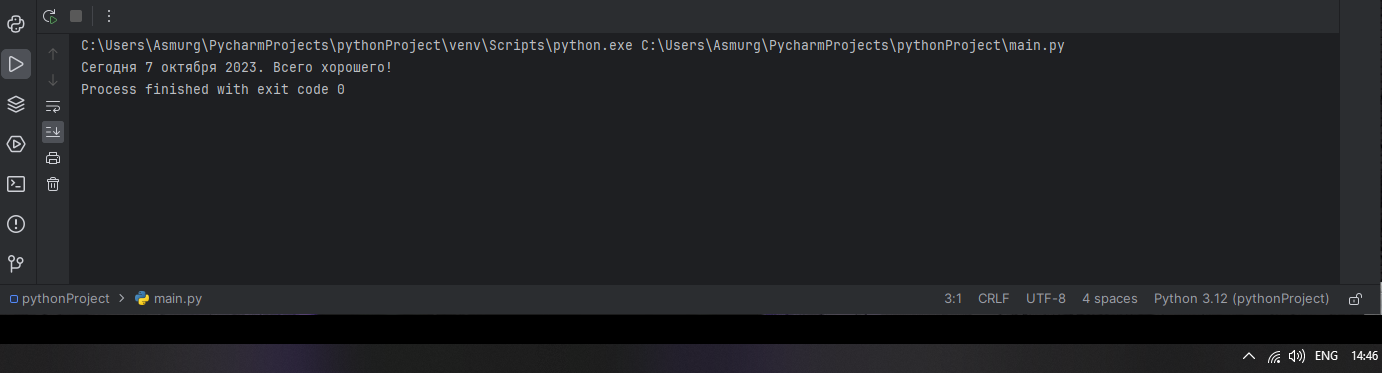 C:\Users\Asmurg\PycharmProjects\pythonProject\venv\Scripts\python.exe C:\Users\Asmurg\PycharmProjects\pythonProject\main.py
Сегодня 7 октября 2023. Всего хорошего!
Process finished with exit code 0
pythonProject > main.py 3:1 CRLF UTF-8 4 spaces Python 3.12 (pythonProject)
ENG 14:46